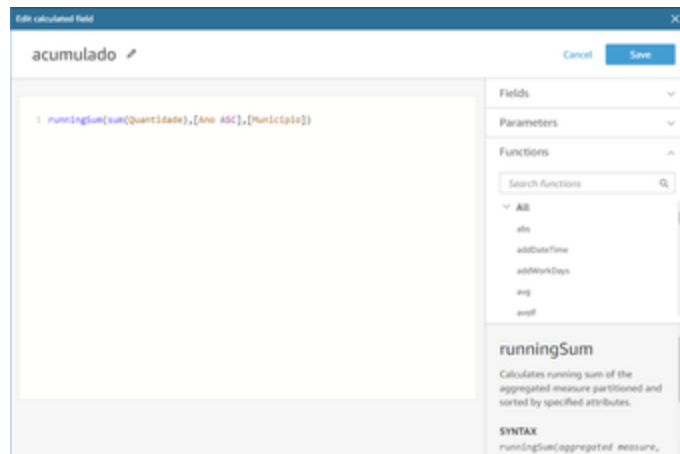 Edit calculated field
acumulado
Cancel
Save
1 runningSum(sum(Quantidade),[Ano ASC],[Município])
Fields
Parameters
Functions
Search functions
All
abs
addDateTime
addWorkDays
avg
avgIf
runningSum
Calculates running sum of the
aggregated measure partitioned and
sorted by specified attributes.
SYNTAX
runningSum(aggregated measure,